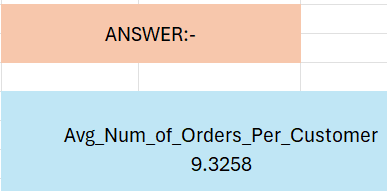 ANSWER:-
Avg_Num_of_Orders_Per_Customer
9.3258